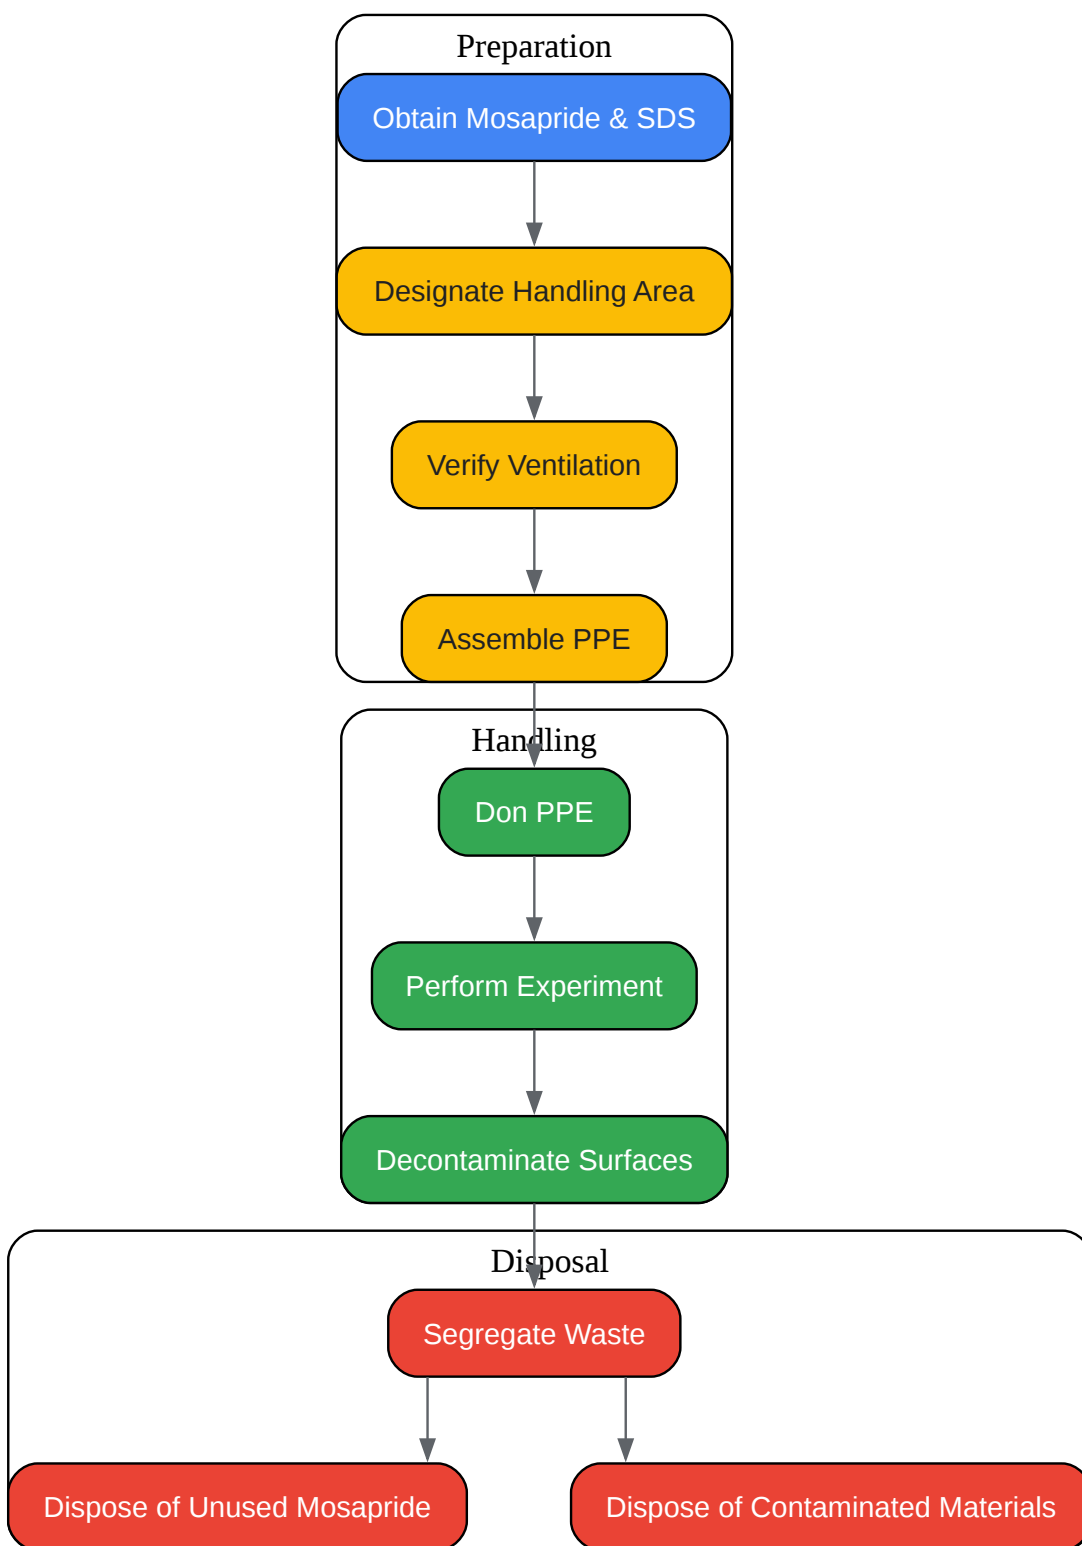 Preparation
Obtain Mosapride & SDS
Designate Handling Area
Verify Ventilation
Assemble PPE
Handling
Don PPE
Perform Experiment
Decontaminate Surfaces
Disposal
Segregate Waste
Dispose of Unused Mosapride
Dispose of Contaminated Materials